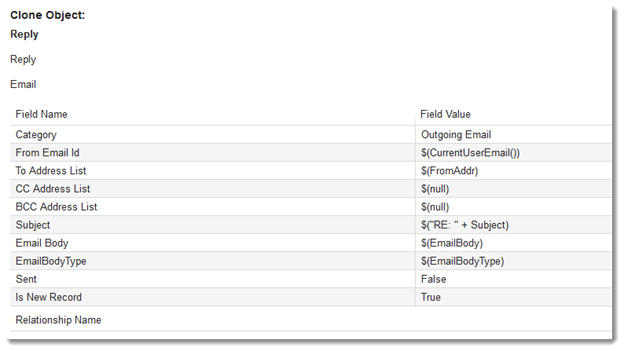 Clone Object:
Reply
Reply
Email
Field Name Field Value
Category Outgoing Email
From Email Id $(CurrentUserEmail())
To Address List $(FromAddr)
CC Address List $(null)
BCC Address List $(null)
Subject $("RE: " + Subject)
Email Body $(EmailBody)
EmailBodyType $(EmailBodyType)
Sent False
Is New Record True
Relationship Name